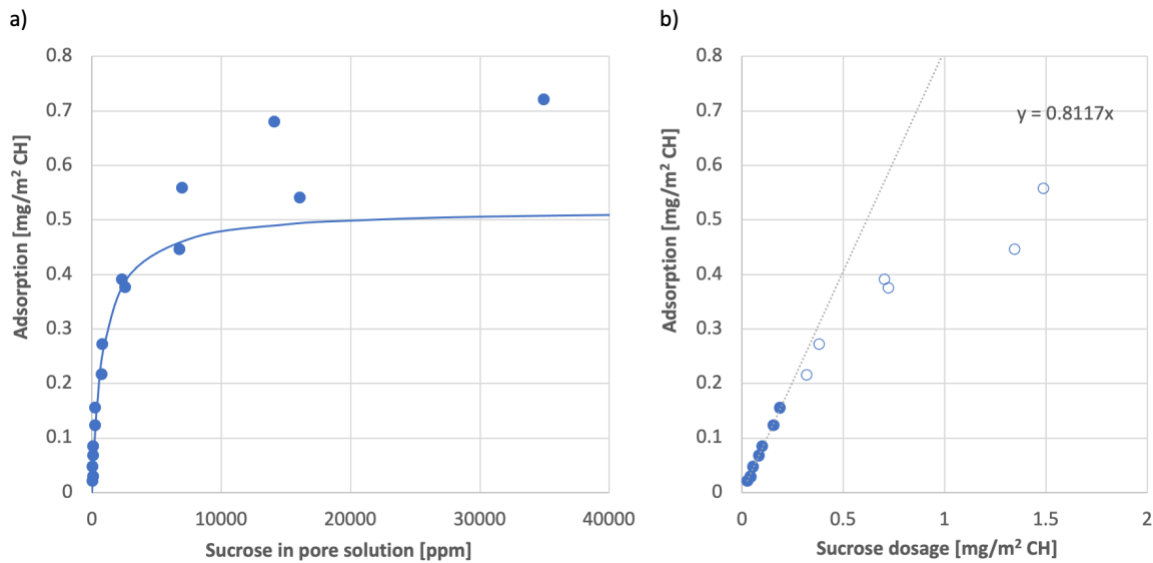 a)
0.8
0.7
0.6
0.5
0.4
0.3
0.2
0.1
0
Adsorption [mg/m² CH]
0 10000 20000 30000 40000
Sucrose in pore solution [ppm]
b)
0.8
0.7
0.6
0.5
0.4
0.3
0.2
0.1
0
Adsorption [mg/m² CH]
y = 0.8117x
0 0.5 1 1.5 2
Sucrose dosage [mg/m² CH]